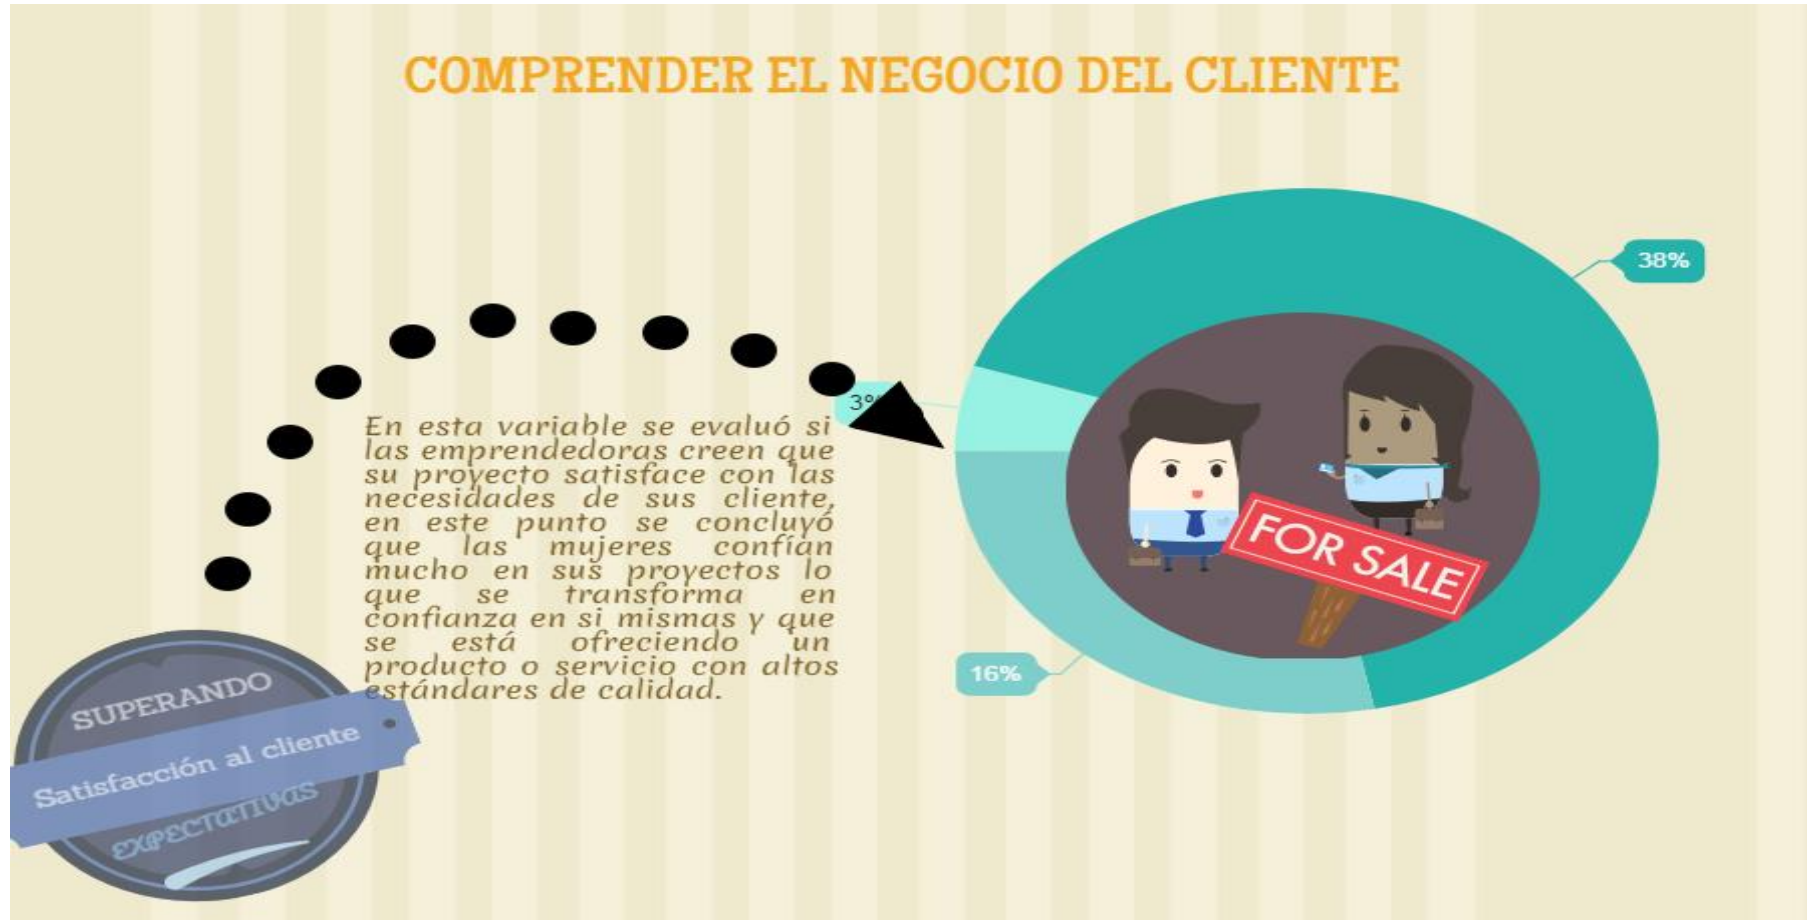 COMPRENDER EL NEGOCIO DEL CLIENTE
38%
En esta variable se evaluó si
las emprendedoras creen que
su proyecto satisface con las
necesidades de sus cliente,
en este punto se concluyó
que las mujeres confían
mucho en sus proyectos lo
que se transforma en
confianza en si mismas y que
se está ofreciendo un
producto o servicio con altos
estándares de calidad.
FOR SALE
16%
SUPERANDO
Satisfacción al cliente
EXPECTATIVAS